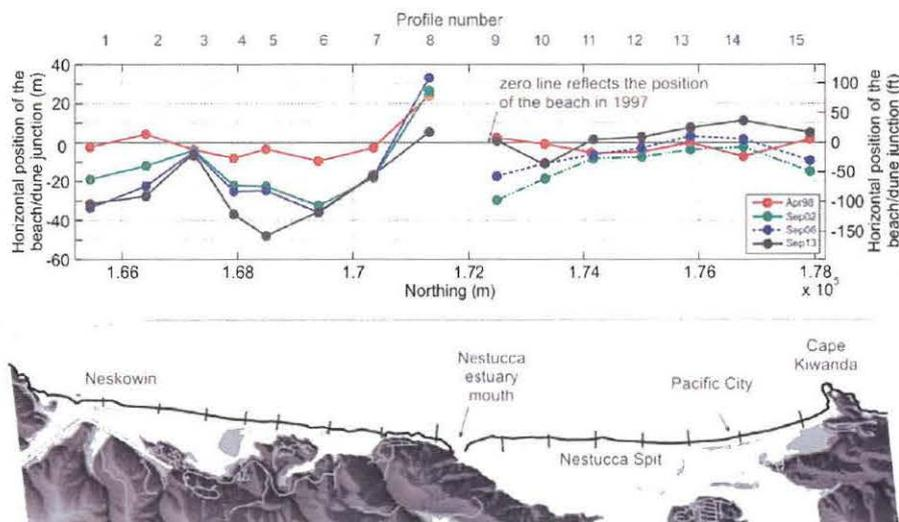 Profile number
1 2 3 4 5 6 7 8 9 10 11 12 13 14 15
Horizontal position of the
beach/dune junction (m)
40
20
0
-20
-40
-60
zero line reflects the position
of the beach in 1997
100
50
0
-50
-100
-150
Horizontal position of the
beach/dune junction (ft)
Apr98
Sep02
Sep06
Sep13
1.66 1.68 1.7 1.72 1.74 1.76 1.78
Northing (m)
x 10⁵
Neskowin
Nestucca
estuary
mouth
Pacific City
Cape
Kiwanda
Nestucca Spit